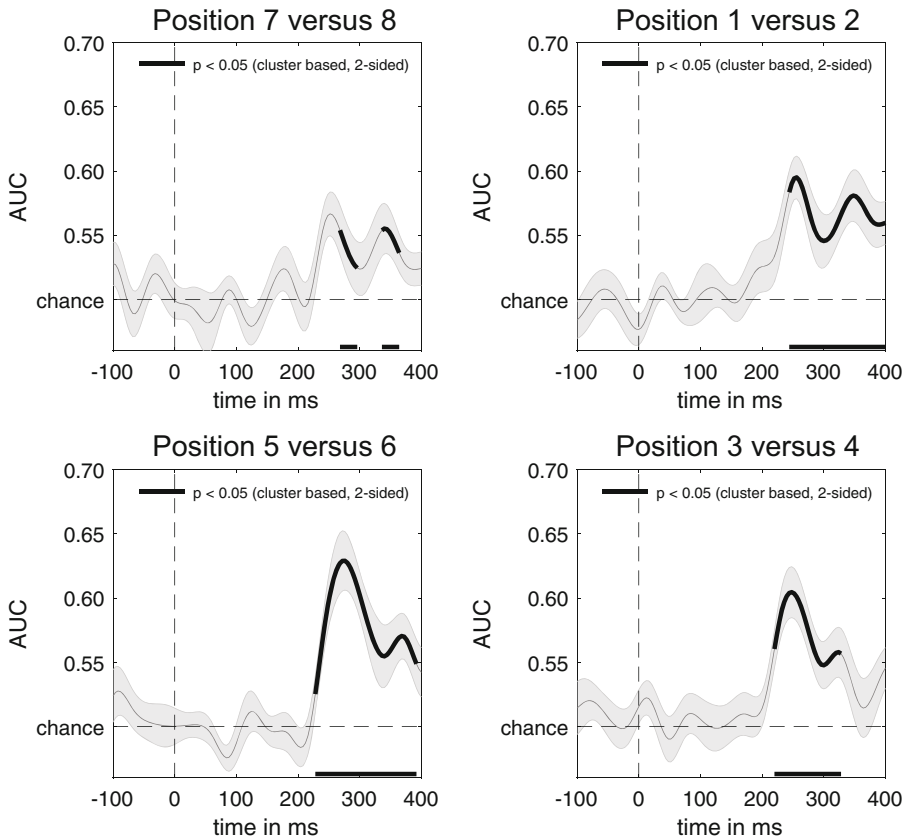 Position 7 versus 8
0.70
0.65
0.60
0.55
chance
AUC
p < 0.05 (cluster based, 2-sided)
-100 0 100 200 300 400
time in ms
Position 1 versus 2
0.70
0.65
0.60
0.55
chance
AUC
p < 0.05 (cluster based, 2-sided)
-100 0 100 200 300 400
time in ms
Position 5 versus 6
0.70
0.65
0.60
0.55
chance
AUC
p < 0.05 (cluster based, 2-sided)
-100 0 100 200 300 400
time in ms
Position 3 versus 4
0.70
0.65
0.60
0.55
chance
AUC
p < 0.05 (cluster based, 2-sided)
-100 0 100 200 300 400
time in ms